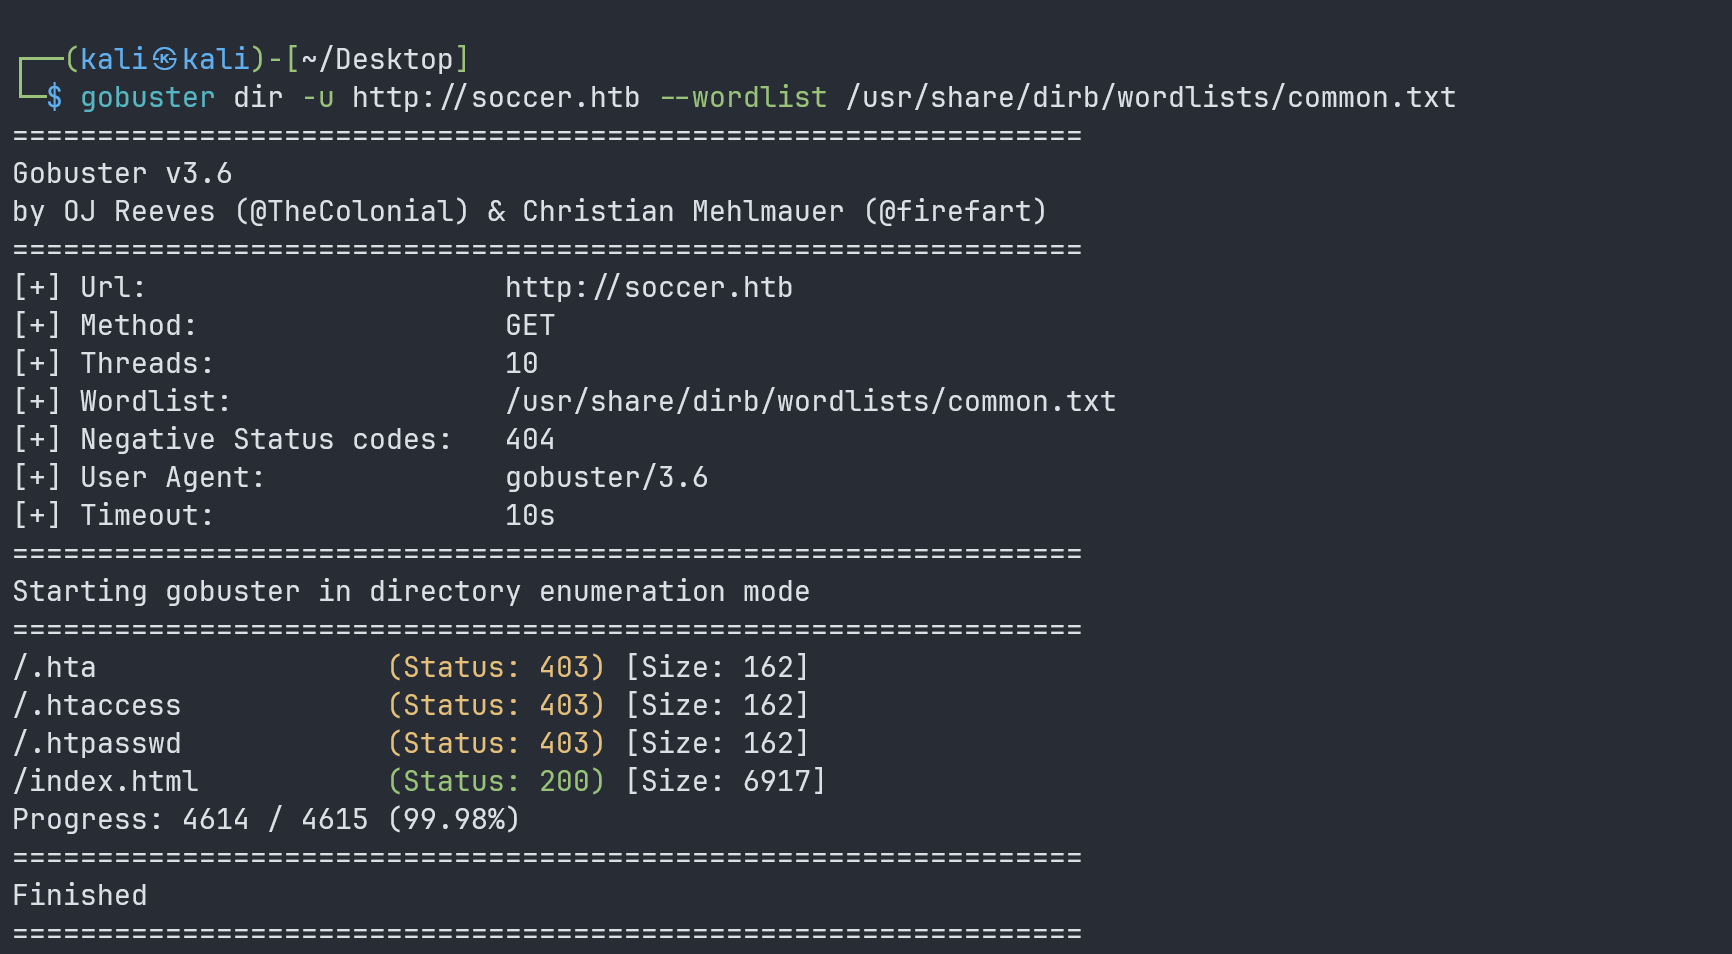 ┌──(kali㉿kali)-[~/Desktop]
└─$ gobuster dir -u http://soccer.htb --wordlist /usr/share/dirb/wordlists/common.txt
===============================================================
Gobuster v3.6
by OJ Reeves (@TheColonial) & Christian Mehlmauer (@firefart)
===============================================================
[+] Url:                     http://soccer.htb
[+] Method:                  GET
[+] Threads:                 10
[+] Wordlist:                /usr/share/dirb/wordlists/common.txt
[+] Negative Status codes:   404
[+] User Agent:              gobuster/3.6
[+] Timeout:                 10s
===============================================================
Starting gobuster in directory enumeration mode
===============================================================
/.hta                 (Status: 403) [Size: 162]
/.htaccess            (Status: 403) [Size: 162]
/.htpasswd            (Status: 403) [Size: 162]
/index.html           (Status: 200) [Size: 6917]
Progress: 4614 / 4615 (99.98%)
===============================================================
Finished
===============================================================